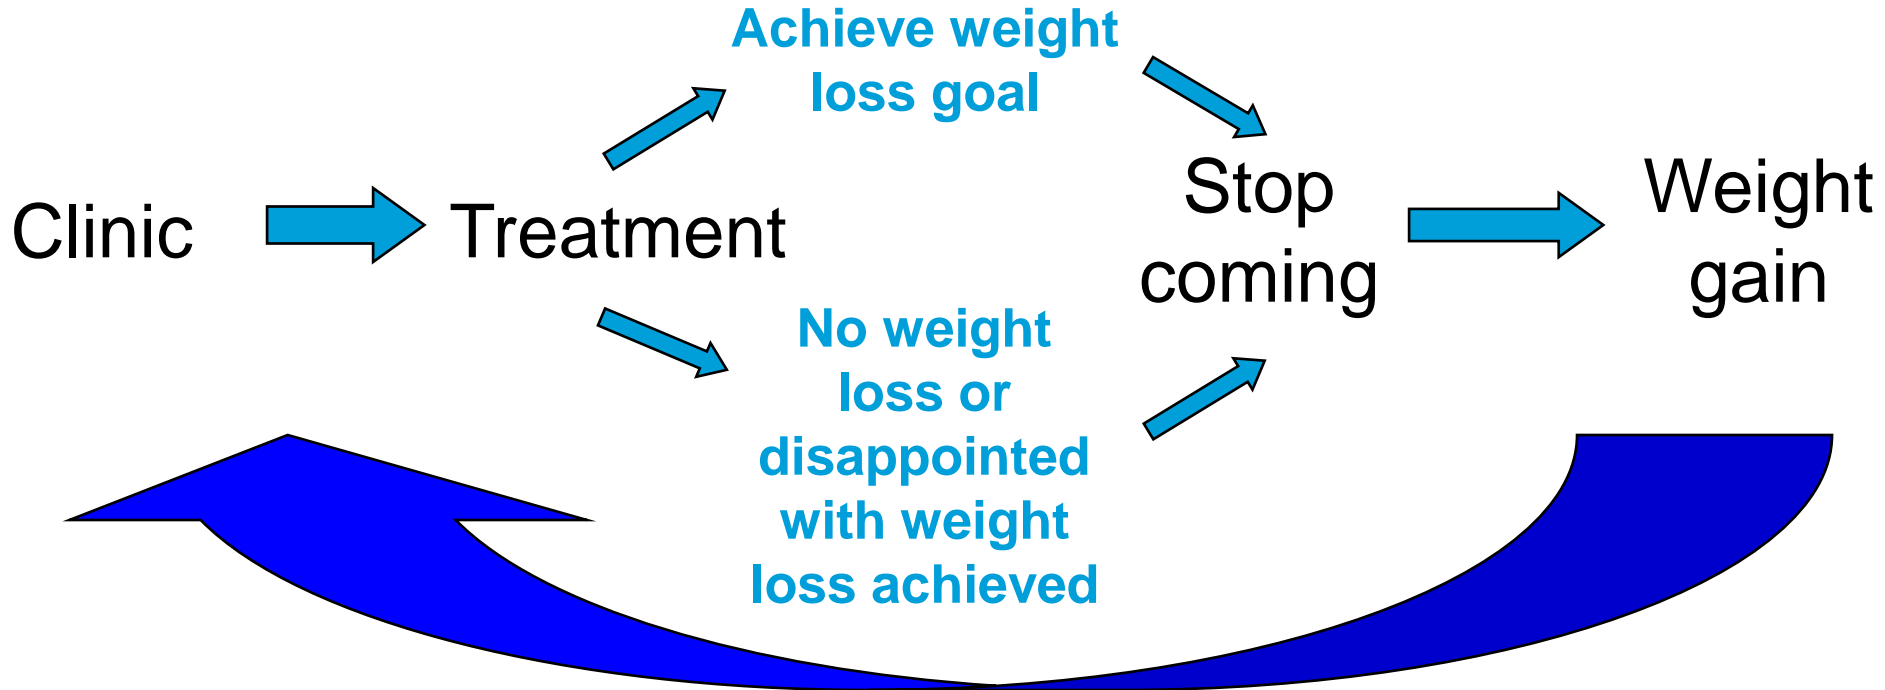 Clinic
Treatment
Achieve weight
loss goal
No weight
loss or
disappointed
with weight
loss achieved
Stop
coming
Weight
gain